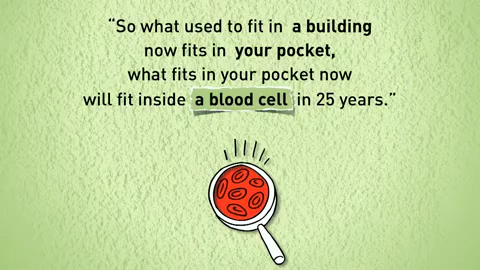 “So what used to fit in a building
now fits in your pocket,
what fits in your pocket now
will fit inside a blood cell in 25 years.”